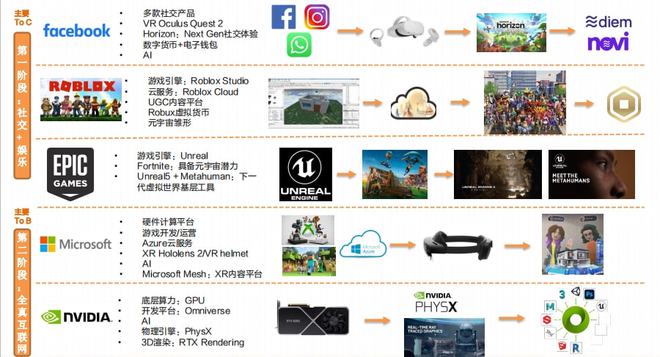 主要
To C
第一阶段：社交+娱乐
facebook
多款社交产品
VR Oculus Quest 2
Horizon：Next Gen社交体验
数字货币+电子钱包
AI
horizon
diem
novi
ROBLOX
游戏引擎：Roblox Studio
云服务：Roblox Cloud
UGC内容平台
Robux虚拟货币
元宇宙雏形
EPIC
GAMES
游戏引擎：Unreal
Fortnite：具备元宇宙潜力
Unreal5 + Metahuman：下一
代虚拟世界基层工具
UNREAL
ENGINE
MEET THE
METAHUMANS
主要
To B
第二阶段：全真互联网
Microsoft
硬件计算平台
游戏开发/运营
Azure云服务
XR Hololens 2/VR helmet
AI
Microsoft Mesh：XR内容平台
Microsoft
Azure
NVIDIA.
底层算力：GPU
开发平台：Omniverse
AI
物理引擎：PhysX
3D渲染：RTX Rendering
NVIDIA
PHYSX
REAL-TIME RAY
TRACED GRAPHICS